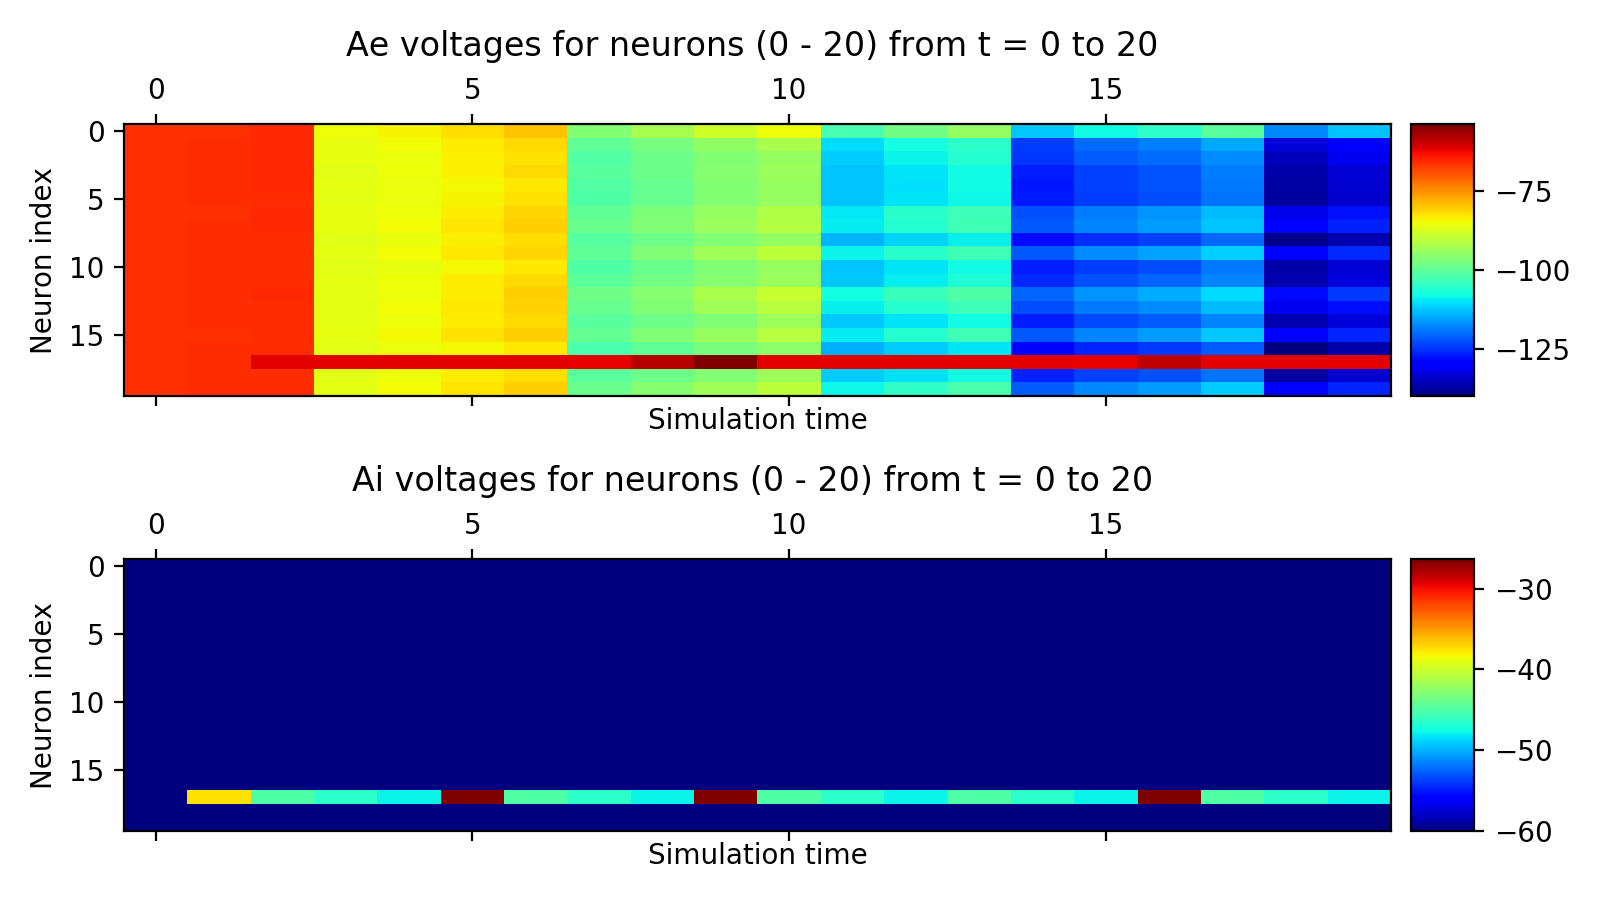 Ae voltages for neurons (0 - 20) from t = 0 to 20
0 5 10 15
Neuron index
0
5
10
15
−75
−100
−125
Simulation time
Ai voltages for neurons (0 - 20) from t = 0 to 20
0 5 10 15
Neuron index
0
5
10
15
−30
−40
−50
−60
Simulation time